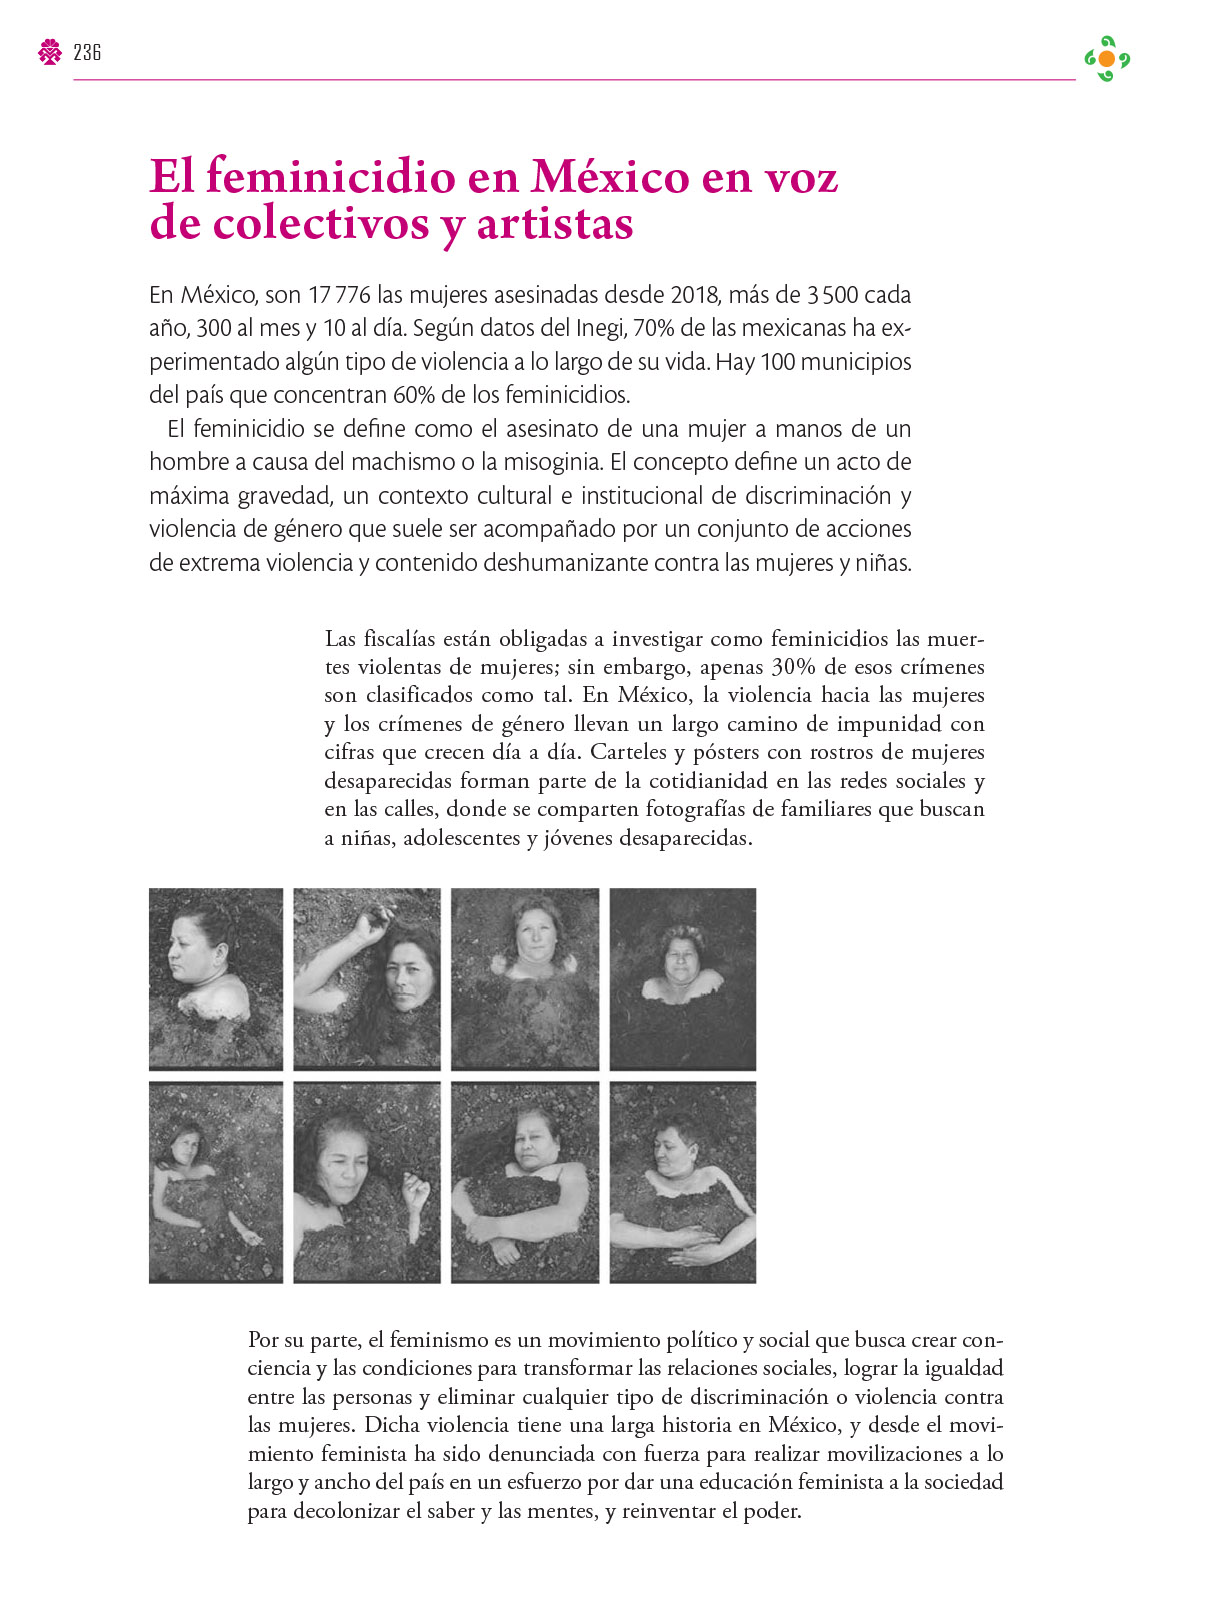 236
El feminicidio en México en voz
de colectivos y artistas
En México, son 17 776 las mujeres asesinadas desde 2018, más de 3 500 cada
año, 300 al mes y 10 al día. Según datos del Inegi, 70% de las mexicanas ha ex-
perimentado algún tipo de violencia a lo largo de su vida. Hay 100 municipios
del país que concentran 60% de los feminicidios.
El feminicidio se define como el asesinato de una mujer a manos de un
hombre a causa del machismo o la misoginia. El concepto define un acto de
máxima gravedad, un contexto cultural e institucional de discriminación y
violencia de género que suele ser acompañado por un conjunto de acciones
de extrema violencia y contenido deshumanizante contra las mujeres y niñas.
Las fiscalías están obligadas a investigar como feminicidios las muer-
tes violentas de mujeres; sin embargo, apenas 30% de esos crímenes
son clasificados como tal. En México, la violencia hacia las mujeres
y los crímenes de género llevan un largo camino de impunidad con
cifras que crecen día a día. Carteles y pósters con rostros de mujeres
desaparecidas forman parte de la cotidianidad en las redes sociales y
en las calles, donde se comparten fotografías de familiares que buscan
a niñas, adolescentes y jóvenes desaparecidas.
Por su parte, el feminismo es un movimiento político y social que busca crear con-
ciencia y las condiciones para transformar las relaciones sociales, lograr la igualdad
entre las personas y eliminar cualquier tipo de discriminación o violencia contra
las mujeres. Dicha violencia tiene una larga historia en México, y desde el movi-
miento feminista ha sido denunciada con fuerza para realizar movilizaciones a lo
largo y ancho del país en un esfuerzo por dar una educación feminista a la sociedad
para decolonizar el saber y las mentes, y reinventar el poder.